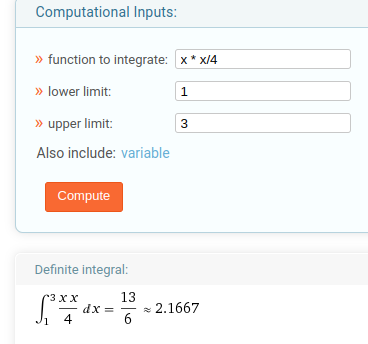 Computational Inputs:
» function to integrate: x * x/4
» lower limit: 1
» upper limit: 3
Also include: variable
Compute
Definite integral:
∫₁³ x x/4 dx = 13/6 ≈ 2.1667